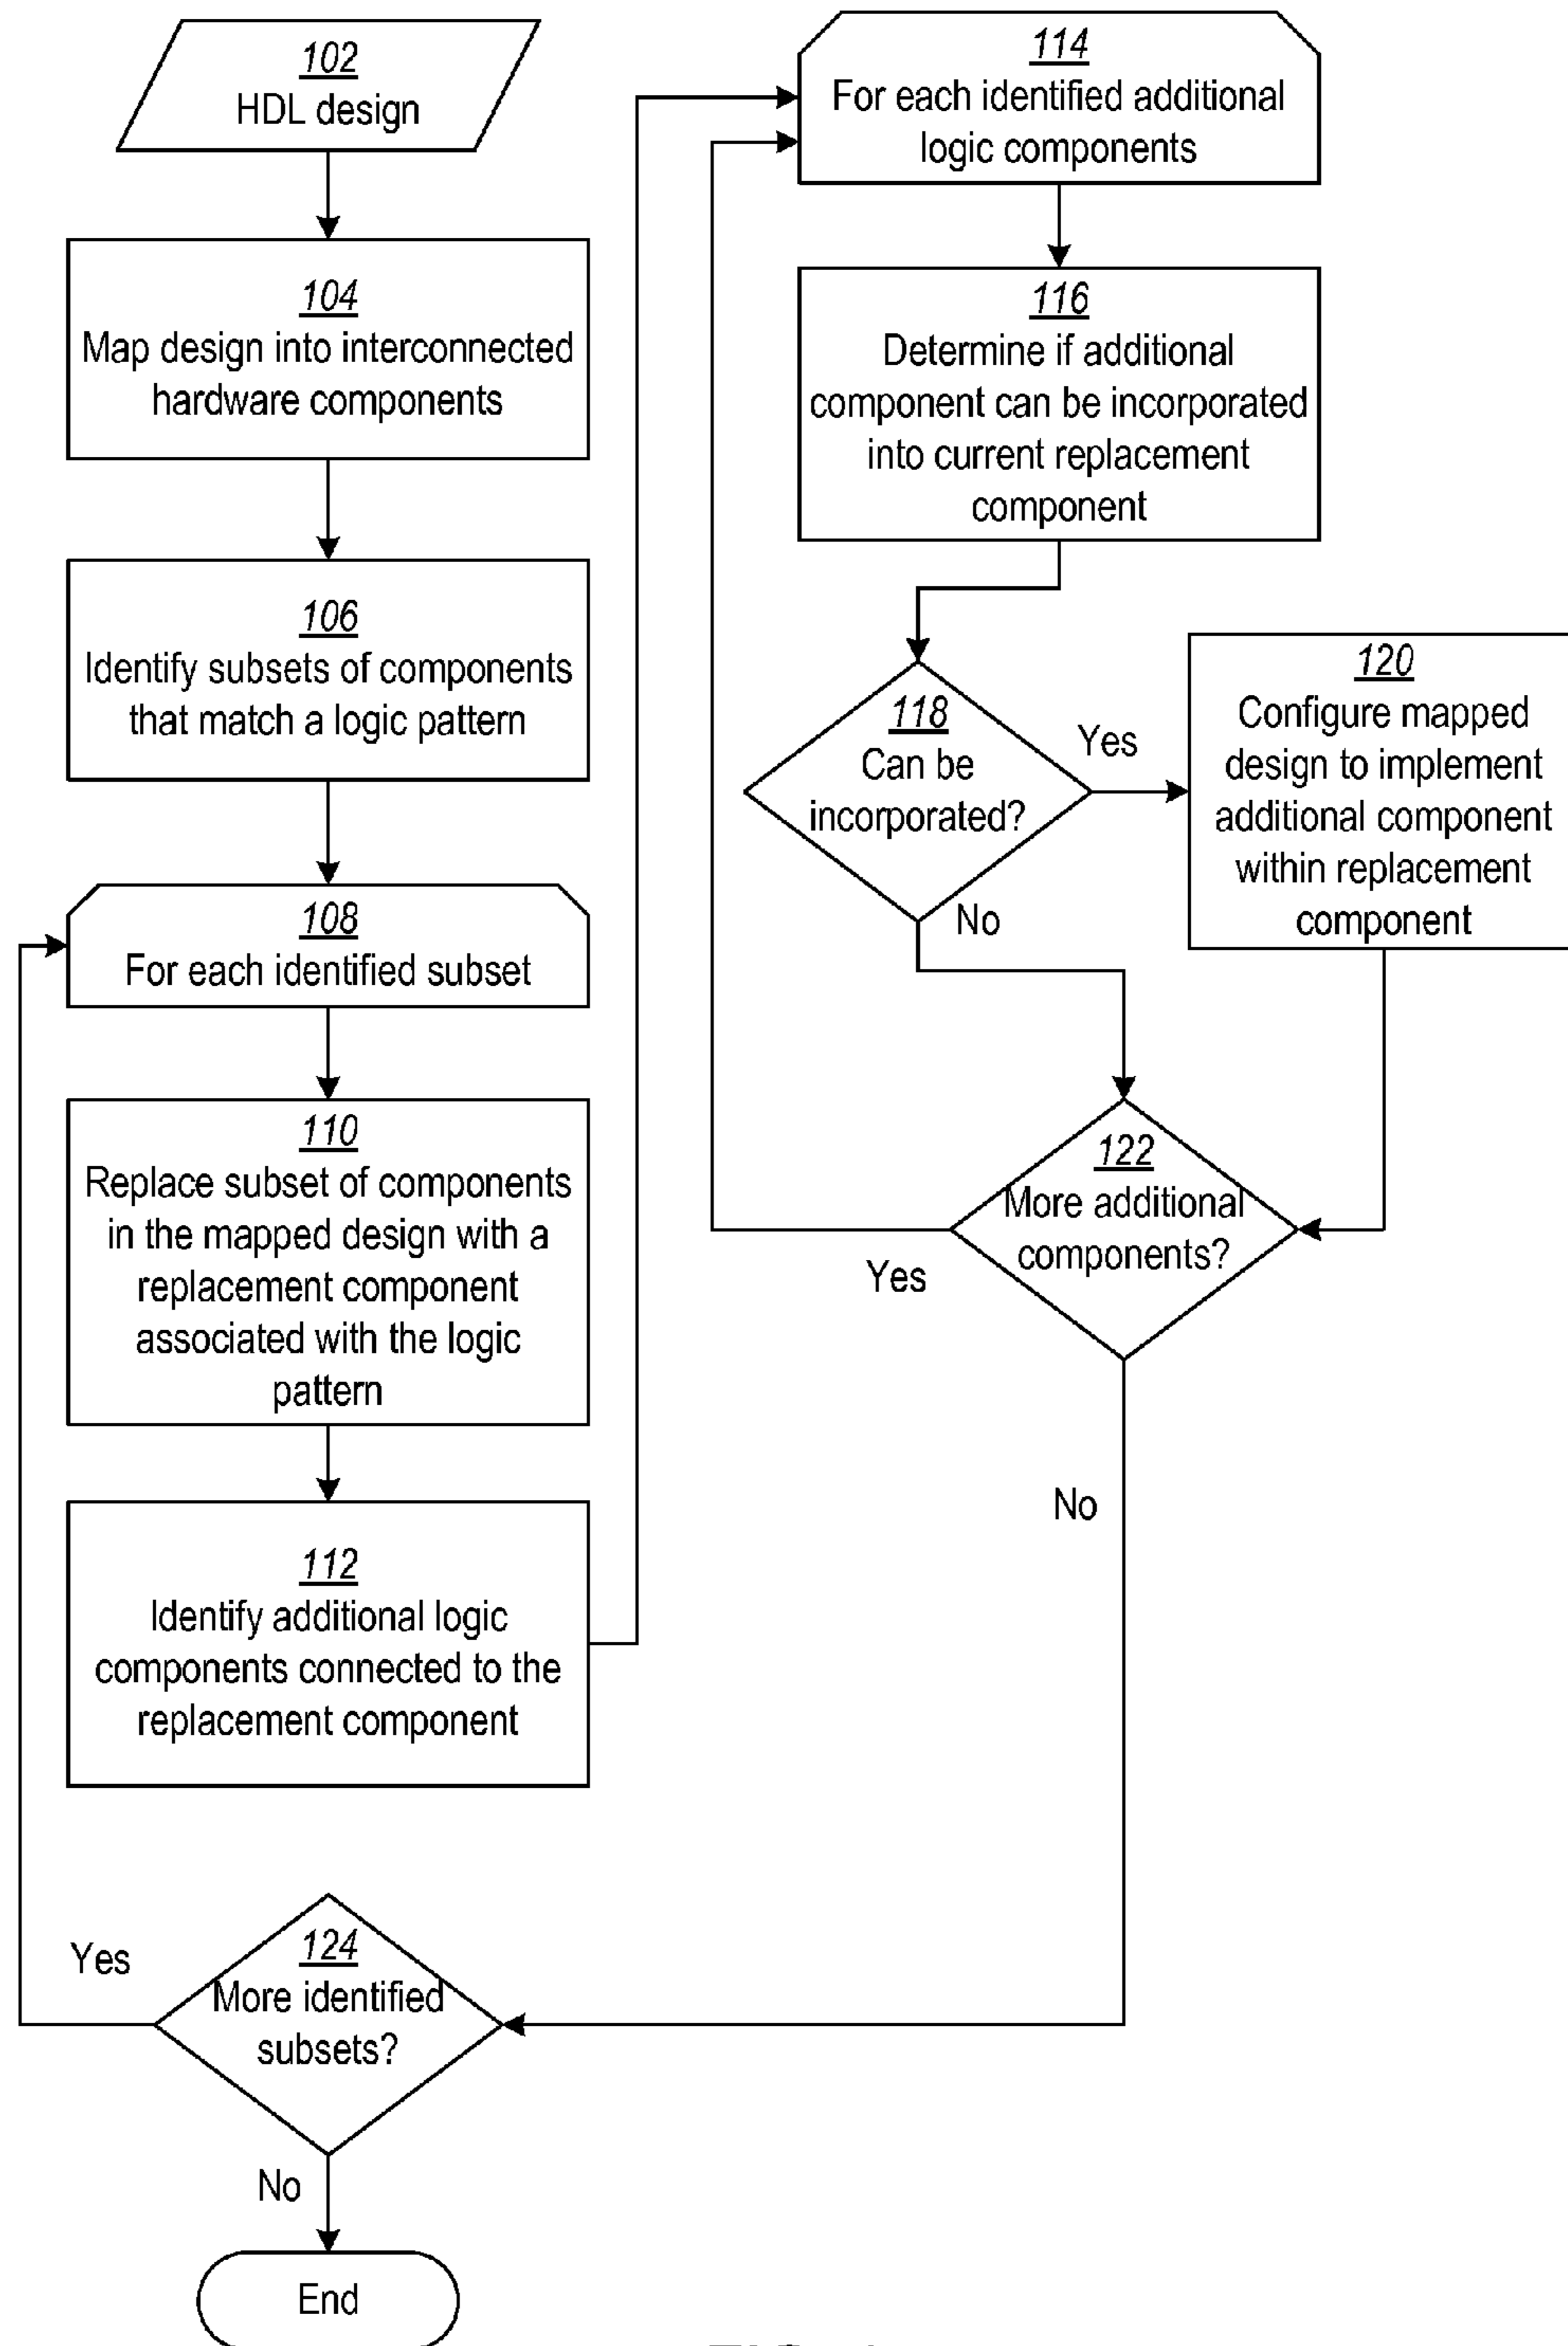 102
HDL design
104
Map design into interconnected
hardware components
106
Identify subsets of components
that match a logic pattern
108
For each identified subset
110
Replace subset of components
in the mapped design with a
replacement component
associated with the logic
pattern
112
Identify additional logic
components connected to the
replacement component
114
For each identified additional
logic components
116
Determine if additional
component can be incorporated
into current replacement
component
118
Can be
incorporated?
Yes
No
120
Configure mapped
design to implement
additional component
within replacement
component
122
More additional
components?
Yes
No
124
More identified
subsets?
Yes
No
End